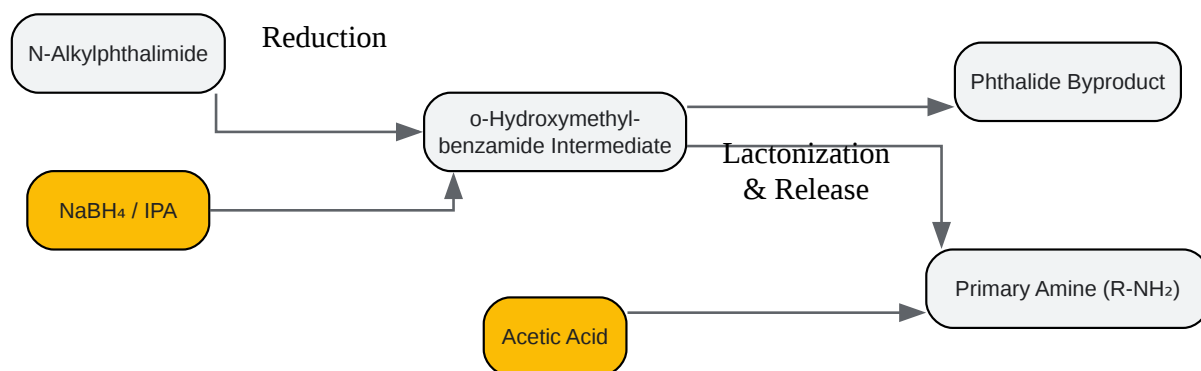 N-Alkylphthalimide
Reduction
Phthalide Byproduct
o-Hydroxymethyl-
benzamide Intermediate
Lactonization
& Release
NaBH₄ / IPA
Primary Amine (R-NH₂)
Acetic Acid